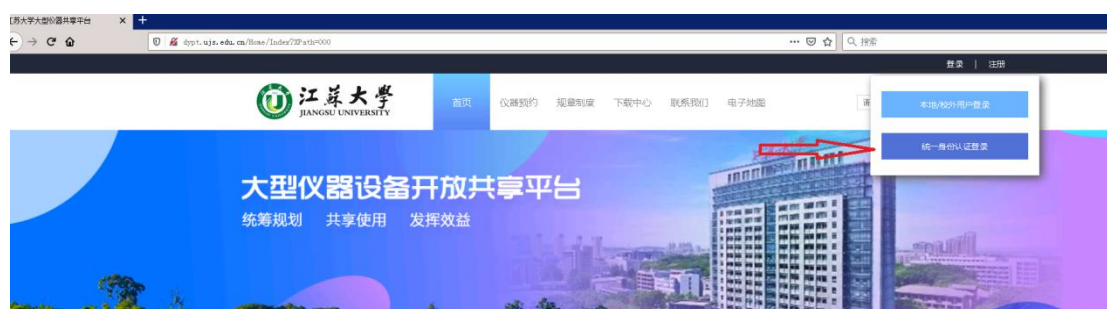 江苏大学大型仪器共享平台 × +
dypt.ujs.edu.cn/Home/Index?XPath=000 ··· 搜索
登录 | 注册
江苏大学
JIANGSU UNIVERSITY
首页 仪器预约 规章制度 下载中心 联系我们 电子地图 请
本地/校外用户登录
统一身份认证登录
大型仪器设备开放共享平台
统筹规划 共享使用 发挥效益